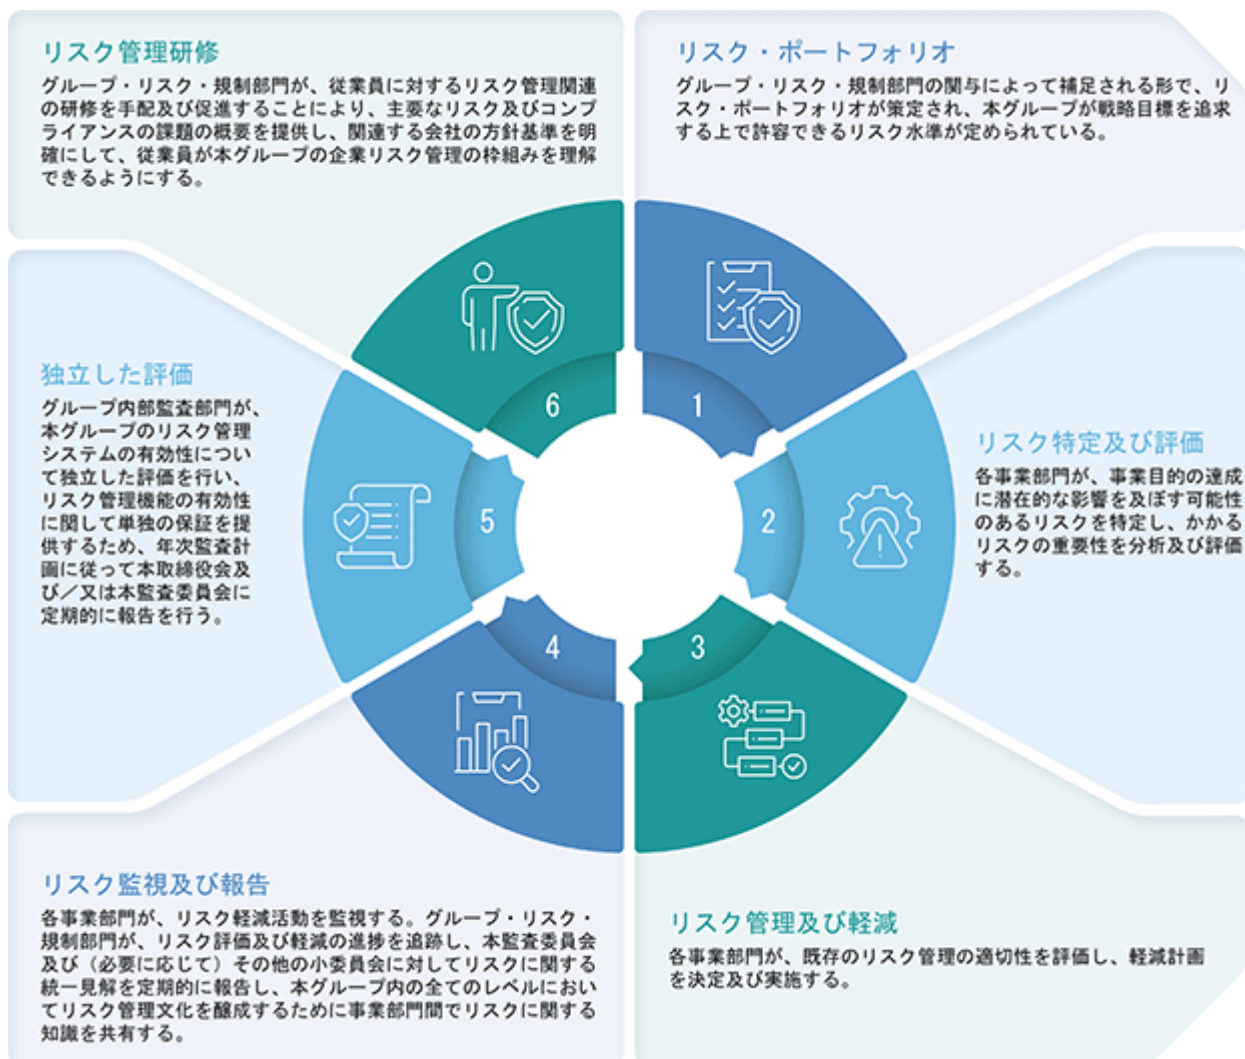 リスク管理研修
グループ・リスク・規制部門が、従業員に対するリスク管理関連
の研修を手配及び促進することにより、主要なリスク及びコンプ
ライアンスの課題の概要を提供し、関連する会社の方針基準を明
確にして、従業員が本グループの企業リスク管理の枠組みを理解
できるようにする。
リスク・ポートフォリオ
グループ・リスク・規制部門の関与によって補足される形で、リ
スク・ポートフォリオが策定され、本グループが戦略目標を追求
する上で許容できるリスク水準が定められている。
6
1
独立した評価
グループ内部監査部門が、
本グループのリスク管理
システムの有効性につい
て独立した評価を行い、
リスク管理機能の有効性
に関して単独の保証を提
供するため、年次監査計
画に従って本取締役会及
び／又は本監査委員会に
定期的に報告を行う。
5
2
リスク特定及び評価
各事業部門が、事業目的の達成
に潜在的な影響を及ぼす可能性
のあるリスクを特定し、かかる
リスクの重要性を分析及び評価
する。
4
3
リスク監視及び報告
各事業部門が、リスク軽減活動を監視する。グループ・リスク・
規制部門が、リスク評価及び軽減の進捗を追跡し、本監査委員会
及び（必要に応じて）その他の小委員会に対してリスクに関する
統一見解を定期的に報告し、本グループ内の全てのレベルにおい
てリスク管理文化を醸成するために事業部門間でリスクに関する
知識を共有する。
リスク管理及び軽減
各事業部門が、既存のリスク管理の適切性を評価し、軽減計画
を決定及び実施する。